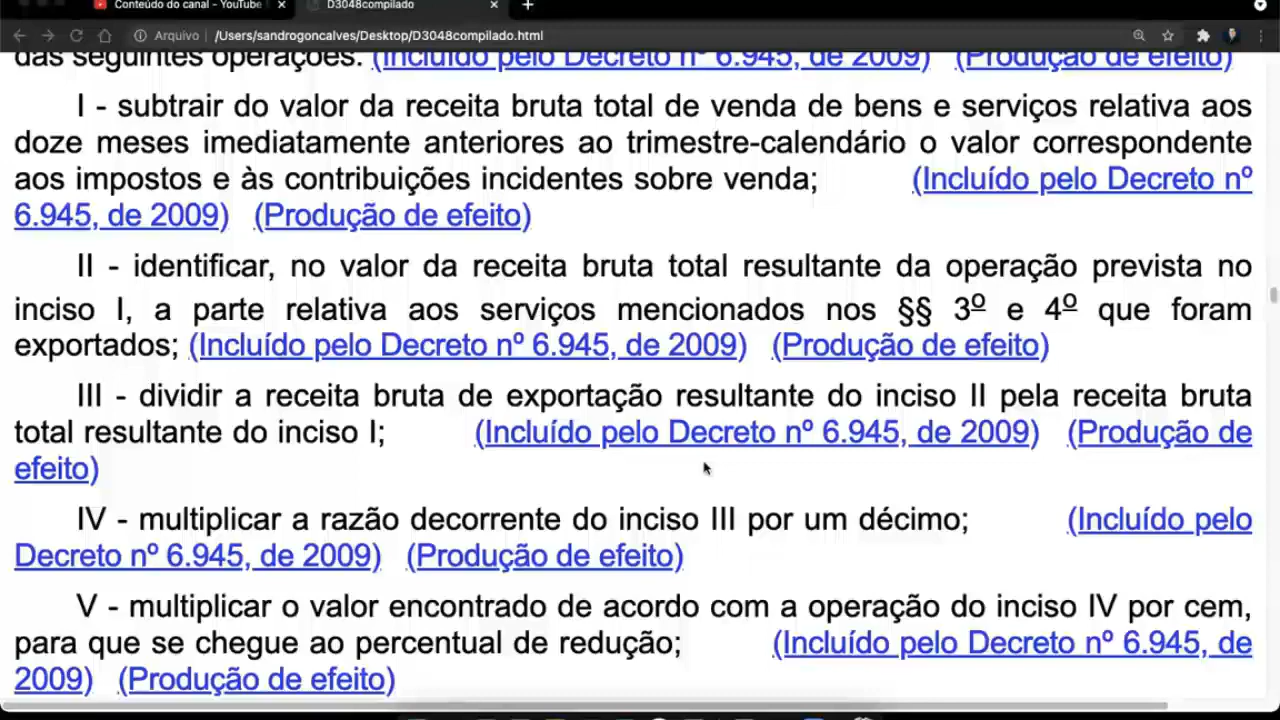 Conteúdo do canal - YouTube
D3048compilado
Arquivo /Users/sandrogoncalves/Desktop/D3048compilado.html
das seguintes operações. (Incluído pelo Decreto nº 6.945, de 2009) (Produção de efeito)
I - subtrair do valor da receita bruta total de venda de bens e serviços relativa aos
doze meses imediatamente anteriores ao trimestre-calendário o valor correspondente
aos impostos e às contribuições incidentes sobre venda; (Incluído pelo Decreto nº
6.945, de 2009) (Produção de efeito)
II - identificar, no valor da receita bruta total resultante da operação prevista no
inciso I, a parte relativa aos serviços mencionados nos §§ 3º e 4º que foram
exportados; (Incluído pelo Decreto nº 6.945, de 2009) (Produção de efeito)
III - dividir a receita bruta de exportação resultante do inciso II pela receita bruta
total resultante do inciso I; (Incluído pelo Decreto nº 6.945, de 2009) (Produção de
efeito)
IV - multiplicar a razão decorrente do inciso III por um décimo; (Incluído pelo
Decreto nº 6.945, de 2009) (Produção de efeito)
V - multiplicar o valor encontrado de acordo com a operação do inciso IV por cem,
para que se chegue ao percentual de redução; (Incluído pelo Decreto nº 6.945, de
2009) (Produção de efeito)